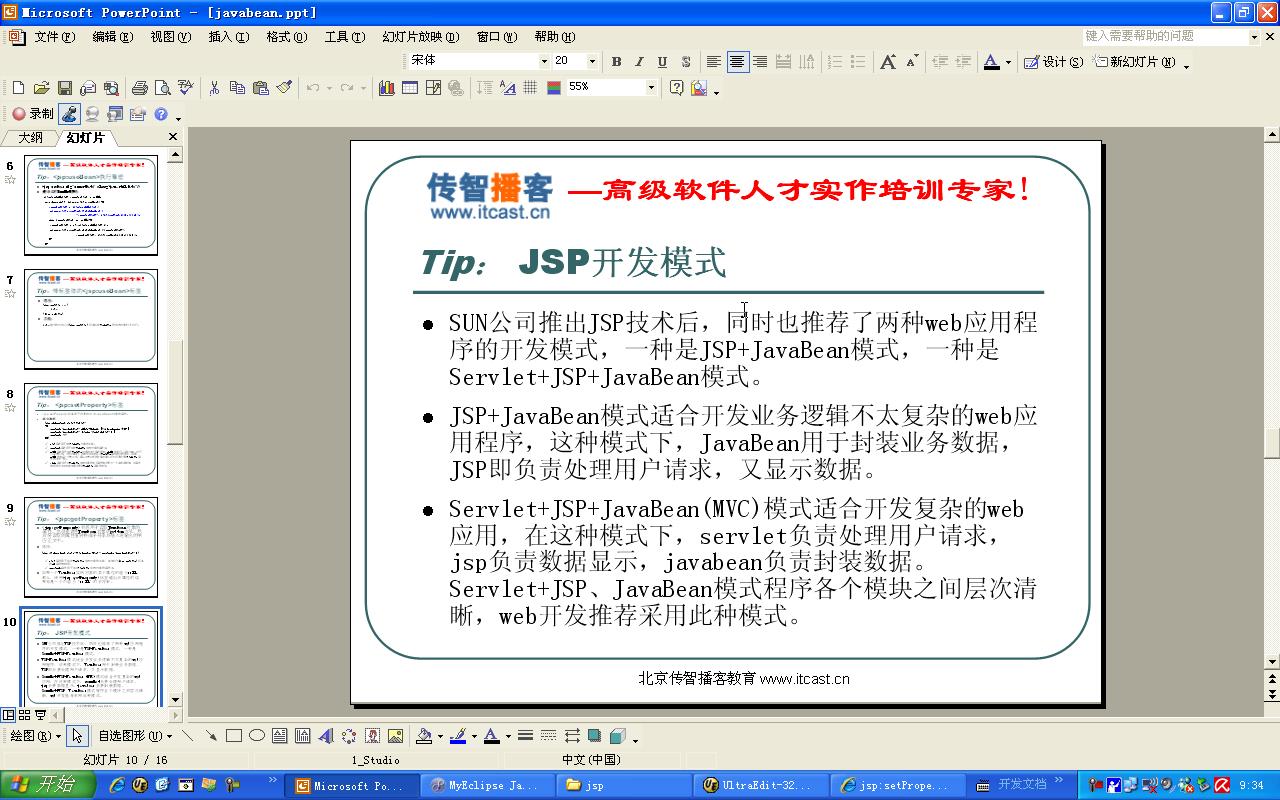 Microsoft PowerPoint - [javabean.ppt]
文件(F) 编辑(E) 视图(V) 插入(I) 格式(O) 工具(T) 幻灯片放映(D) 窗口(W) 帮助(H) 键入需要帮助的问题
宋体 20 B I U S A A A 设计(S) 新幻灯片(N)
55%
录制
大纲 幻灯片
6
7
8
9
10
传智播客 —高级软件人才实作培训专家!
www.itcast.cn
Tip: JSP开发模式
SUN公司推出JSP技术后，同时也推荐了两种web应用程
序的开发模式，一种是JSP+JavaBean模式，一种是
Servlet+JSP+JavaBean模式。
JSP+JavaBean模式适合开发业务逻辑不太复杂的web应
用程序，这种模式下，JavaBean用于封装业务数据，
JSP即负责处理用户请求，又显示数据。
Servlet+JSP+JavaBean(MVC)模式适合开发复杂的web
应用，在这种模式下，servlet负责处理用户请求，
jsp负责数据显示，javabean负责封装数据。
Servlet+JSP、JavaBean模式程序各个模块之间层次清
晰，web开发推荐采用此种模式。
北京传智播客教育 www.itcast.cn
绘图(R) 自选图形(U)
幻灯片 10 / 16 1_Studio 中文(中国)
开始 Microsoft Po... MyEclipse Ja... jsp UltraEdit-32... jsp:setPrope... 开发文档 9:34